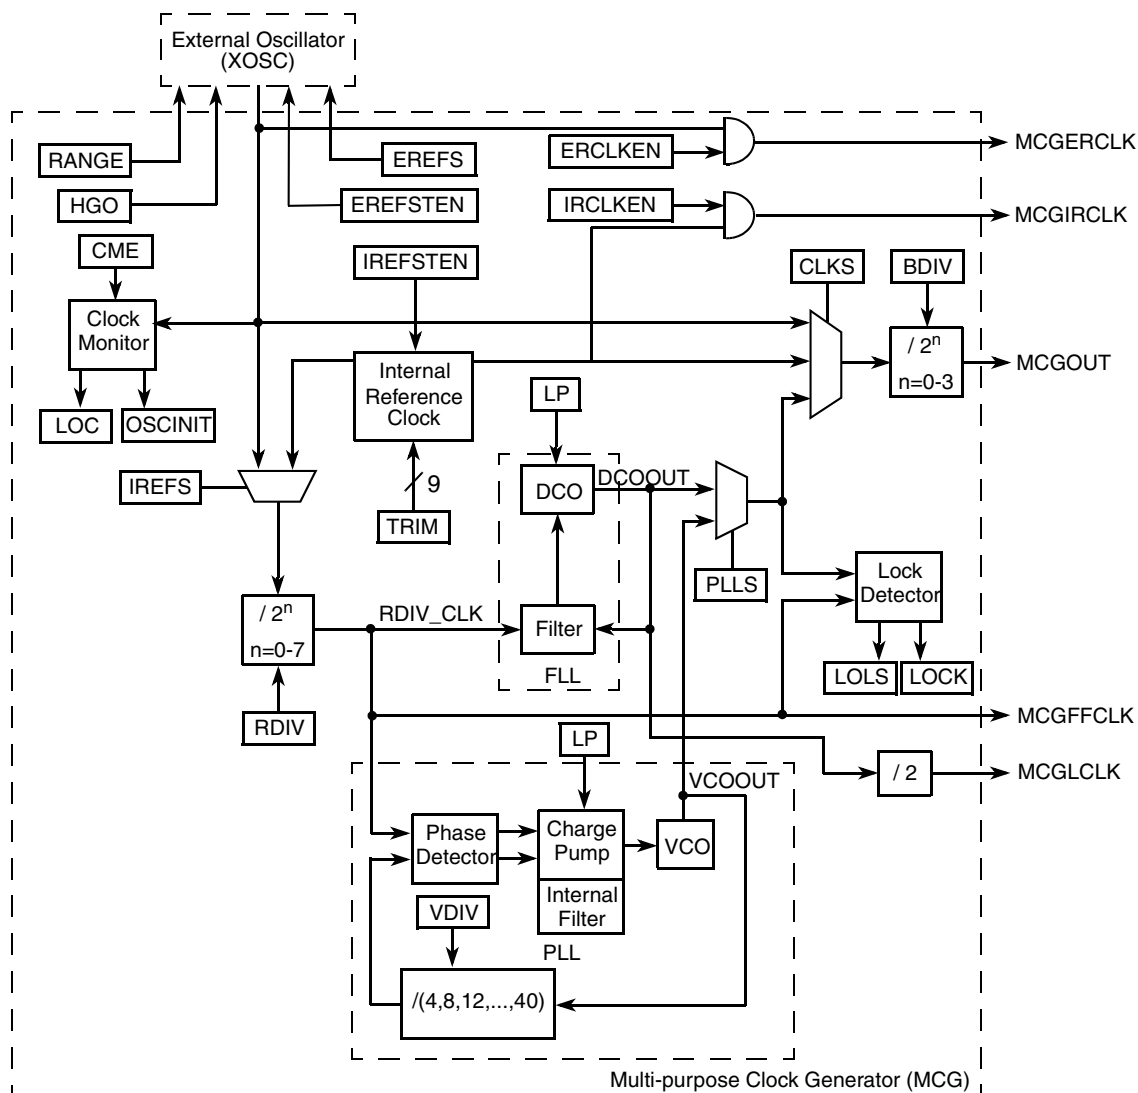 External Oscillator
(XOSC)
RANGE
EREFS
ERCLKEN
MCGERCLK
HGO
EREFSTEN
IRCLKEN
MCGIRCLK
CME
IREFSTEN
CLKS
BDIV
Clock
Monitor
/ 2n
n=0-3
MCGOUT
Internal
Reference
Clock
LP
LOC
OSCINIT
IREFS
9
TRIM
DCO
DCOOUT
PLLS
Lock
Detector
/ 2n
n=0-7
RDIV_CLK
Filter
FLL
LOLS
LOCK
RDIV
MCGFFCLK
LP
/ 2
MCGLCLK
VCOOUT
Phase
Detector
Charge
Pump
VCO
Internal
Filter
VDIV
PLL
/(4,8,12,...,40)
Multi-purpose Clock Generator (MCG)